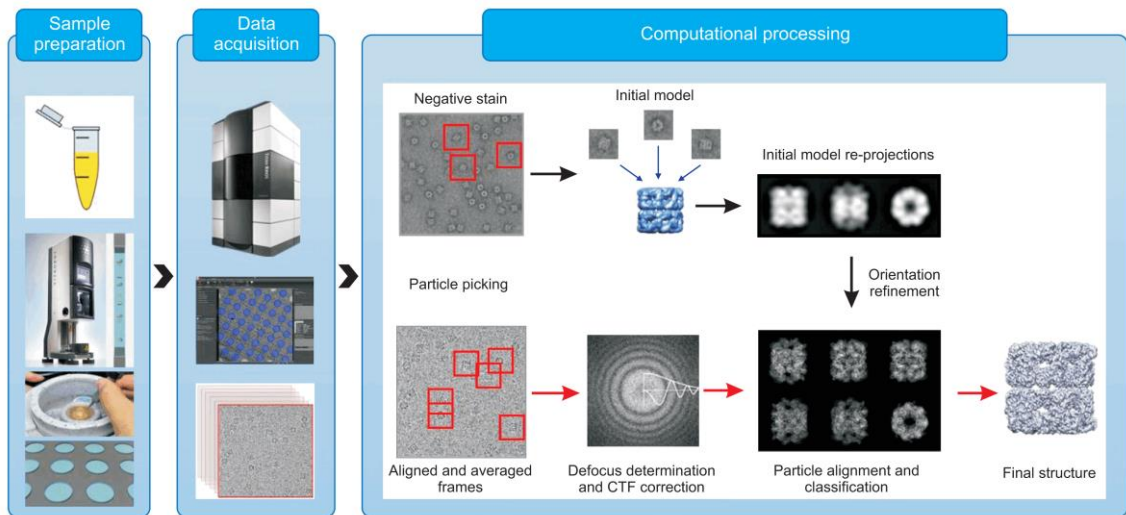 Sample
preparation
Data
acquisition
Computational processing
Negative stain
Initial model
Initial model re-projections
Orientation
refinement
Particle picking
Aligned and averaged
frames
Defocus determination
and CTF correction
Particle alignment and
classification
Final structure